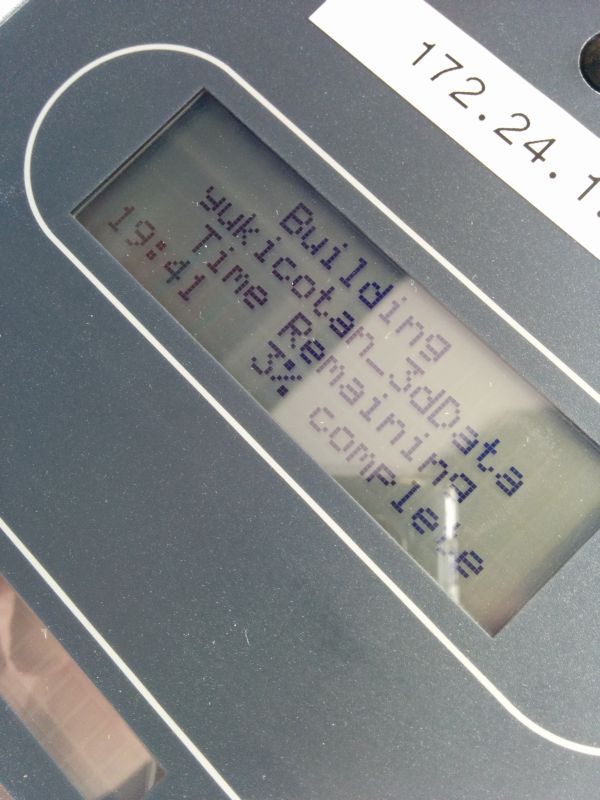 172.24.1
Building
yukicotan_3dData
Time Remaining
19:41 3% complete